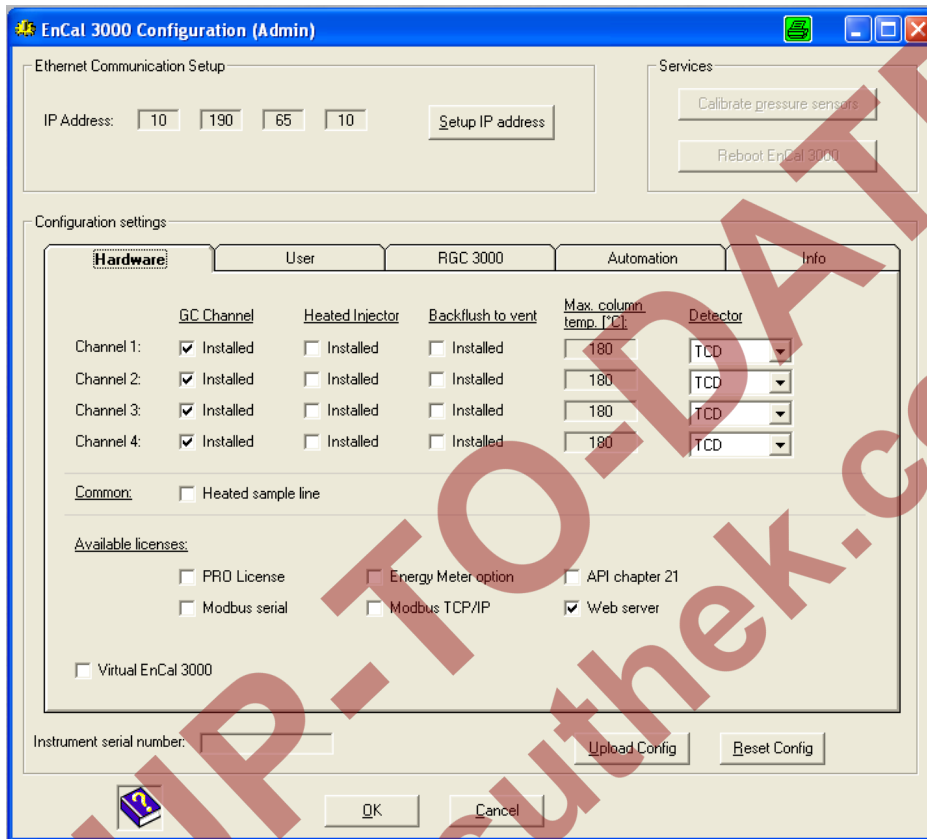 EnCal 3000 Configuration (Admin)
Ethernet Communication Setup
IP Address: 10 190 65 10
Setup IP address
Services
Calibrate pressure sensors
Reboot EnCal 3000
Configuration settings
Hardware User RGC 3000 Automation Info
GC Channel Heated Injector Backflush to vent Max. column temp. [°C]: Detector
Channel 1: Installed Installed Installed 180 TCD
Channel 2: Installed Installed Installed 180 TCD
Channel 3: Installed Installed Installed 180 TCD
Channel 4: Installed Installed Installed 180 TCD
Common: Heated sample line
Available licenses:
PRO License Energy Meter option API chapter 21
Modbus serial Modbus TCP/IP Web server
Virtual EnCal 3000
Instrument serial number:
Upload Config Reset Config
OK Cancel
UP-TO-DATE